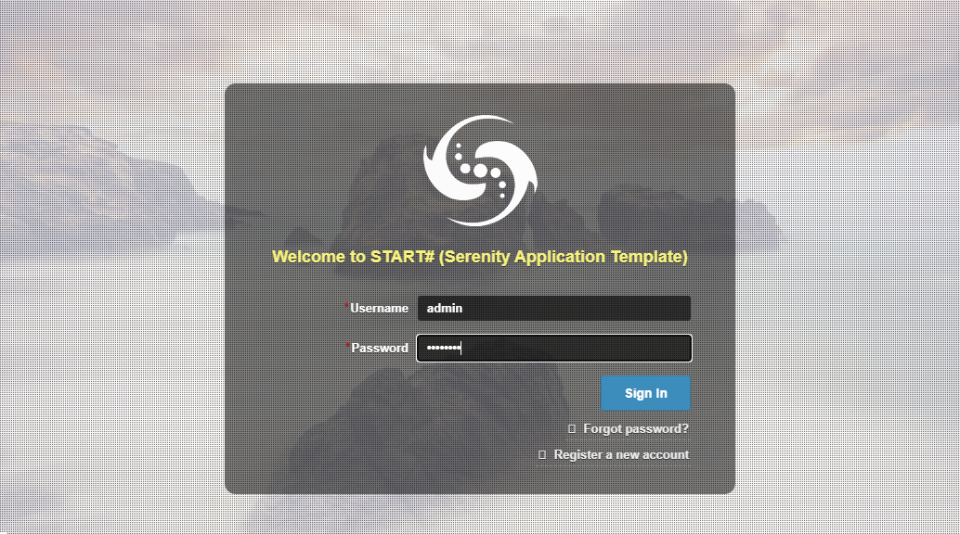 Welcome to START# (Serenity Application Template)
*Username admin
*Password ••••••••
Sign In
Forgot password?
Register a new account